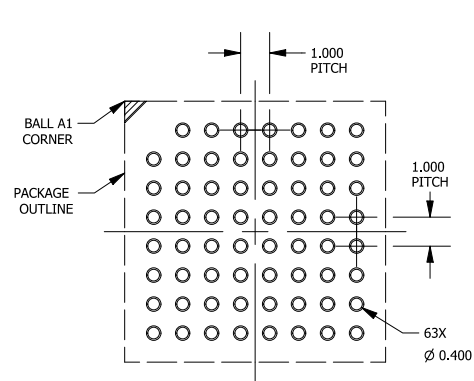 1.000
PITCH
BALL A1
CORNER
PACKAGE
OUTLINE
1.000
PITCH
63X
Ø 0.400